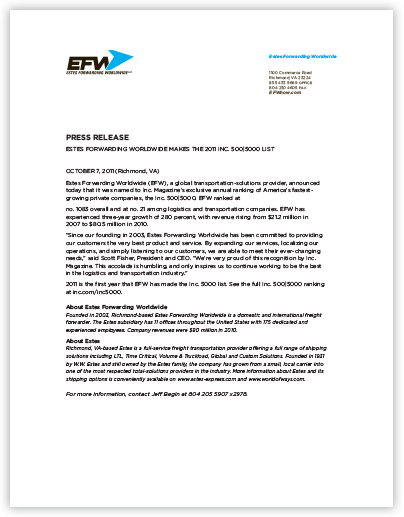 EFW
ESTES FORWARDING WORLDWIDE
Estes Forwarding Worldwide
1100 Commerce Road
Richmond, VA 23224
855 433 9669 OFFICE
804 230 4605 FAX
EFWnow.com
PRESS RELEASE
ESTES FORWARDING WORLDWIDE MAKES THE 2011 INC. 500|5000 LIST
OCTOBER 7, 2011 (Richmond, VA)
Estes Forwarding Worldwide (EFW), a global transportation-solutions provider, announced
today that it was named to Inc. Magazine's exclusive annual ranking of America's fastest-
growing private companies, the Inc. 500|5000. EFW ranked at
no. 1083 overall and at no. 21 among logistics and transportation companies. EFW has
experienced three-year growth of 280 percent, with revenue rising from $21.2 million in
2007 to $80.5 million in 2010.
"Since our founding in 2003, Estes Forwarding Worldwide has been committed to providing
our customers the very best product and service. By expanding our services, localizing our
operations, and simply listening to our customers, we are able to meet their ever-changing
needs," said Scott Fisher, President and CEO. "We're very proud of this recognition by Inc.
Magazine. This accolade is humbling, and only inspires us to continue working to be the best
in the logistics and transportation industry."
2011 is the first year that EFW has made the Inc. 5000 list. See the full Inc. 500|5000 ranking
at inc.com/inc5000.
About Estes Forwarding Worldwide
Founded in 2003, Richmond-based Estes Forwarding Worldwide is a domestic and international freight
forwarder. The Estes subsidiary has 11 offices throughout the United States with 175 dedicated and
experienced employees. Company revenues were $80 million in 2010.
About Estes
Richmond, VA-based Estes is a full-service freight transportation provider offering a full range of shipping
solutions including LTL, Time Critical, Volume & Truckload, Global and Custom Solutions. Founded in 1931
by W.W. Estes and still owned by the Estes family, the company has grown from a small, local carrier into
one of the most respected total-solutions providers in the industry. More information about Estes and its
shipping options is conveniently available on www.estes-express.com and www.worldofways.com.
For more information, contact Jeff Begin at 804 205 5907 x2978.